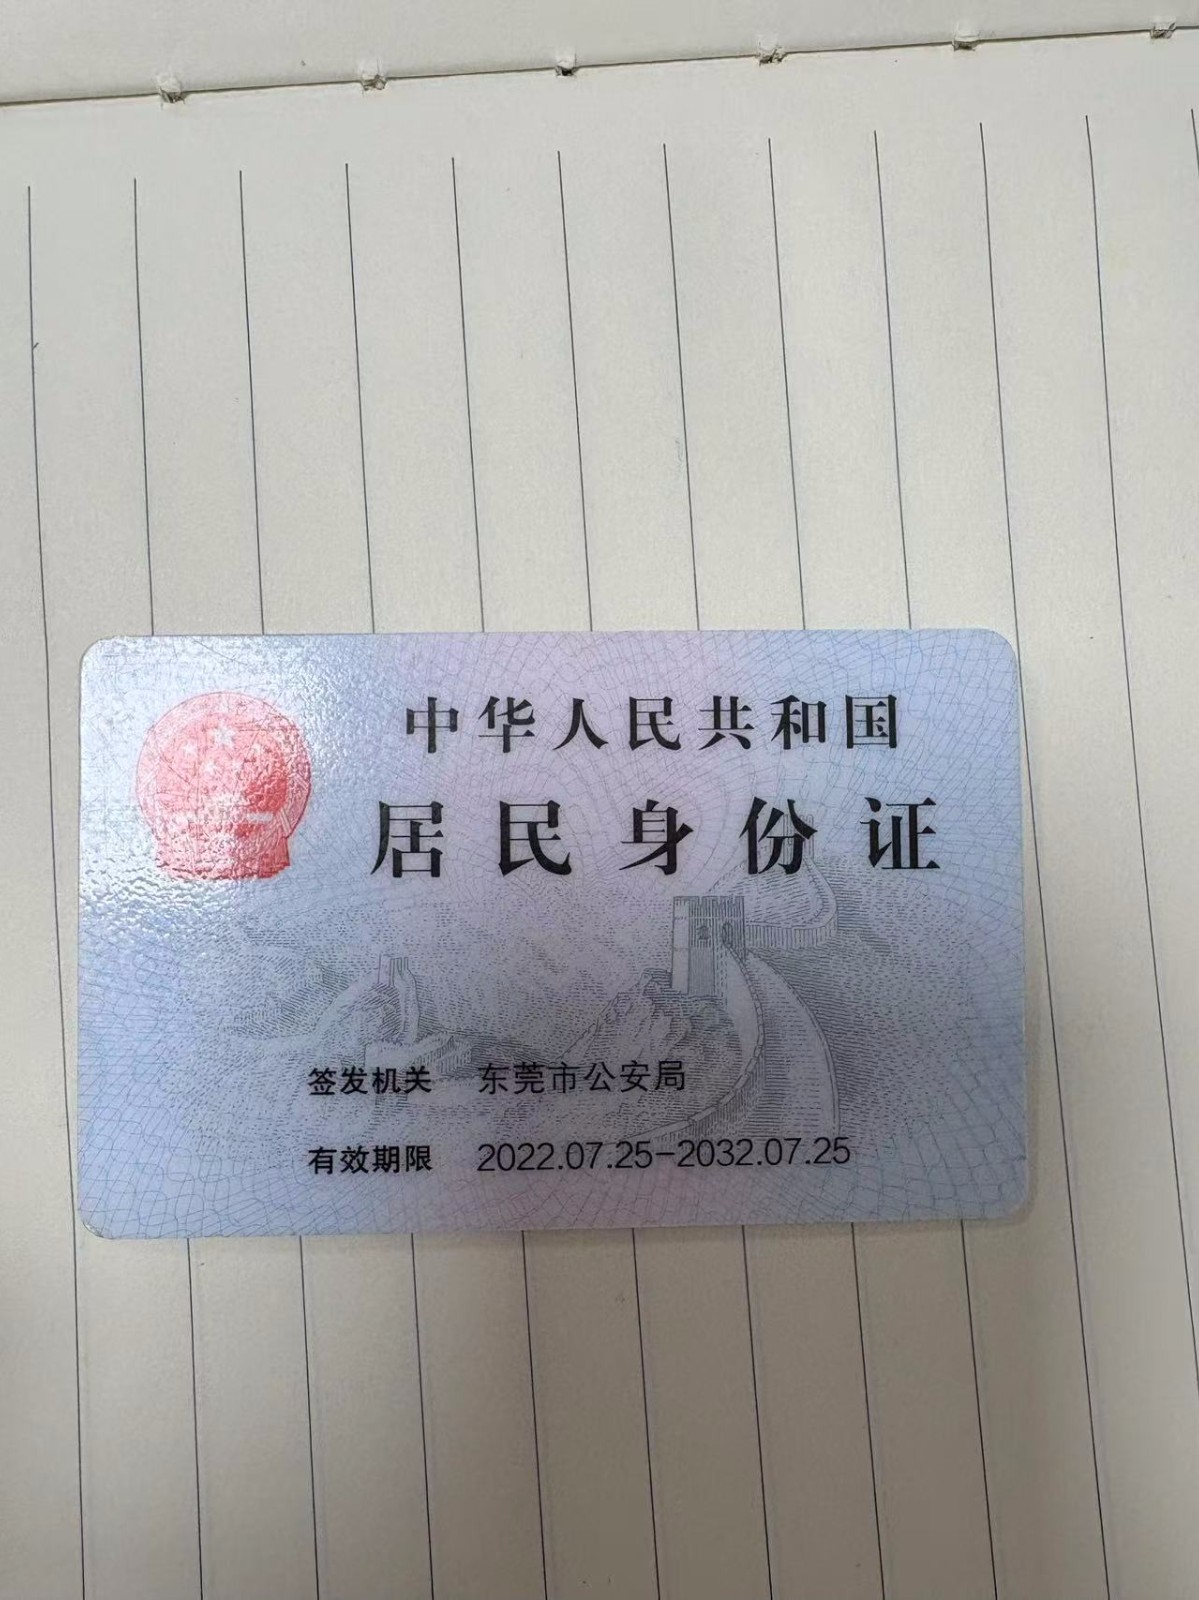 中华人民共和国
居民身份证
签发机关 东莞市公安局
有效期限 2022.07.25-2032.07.25